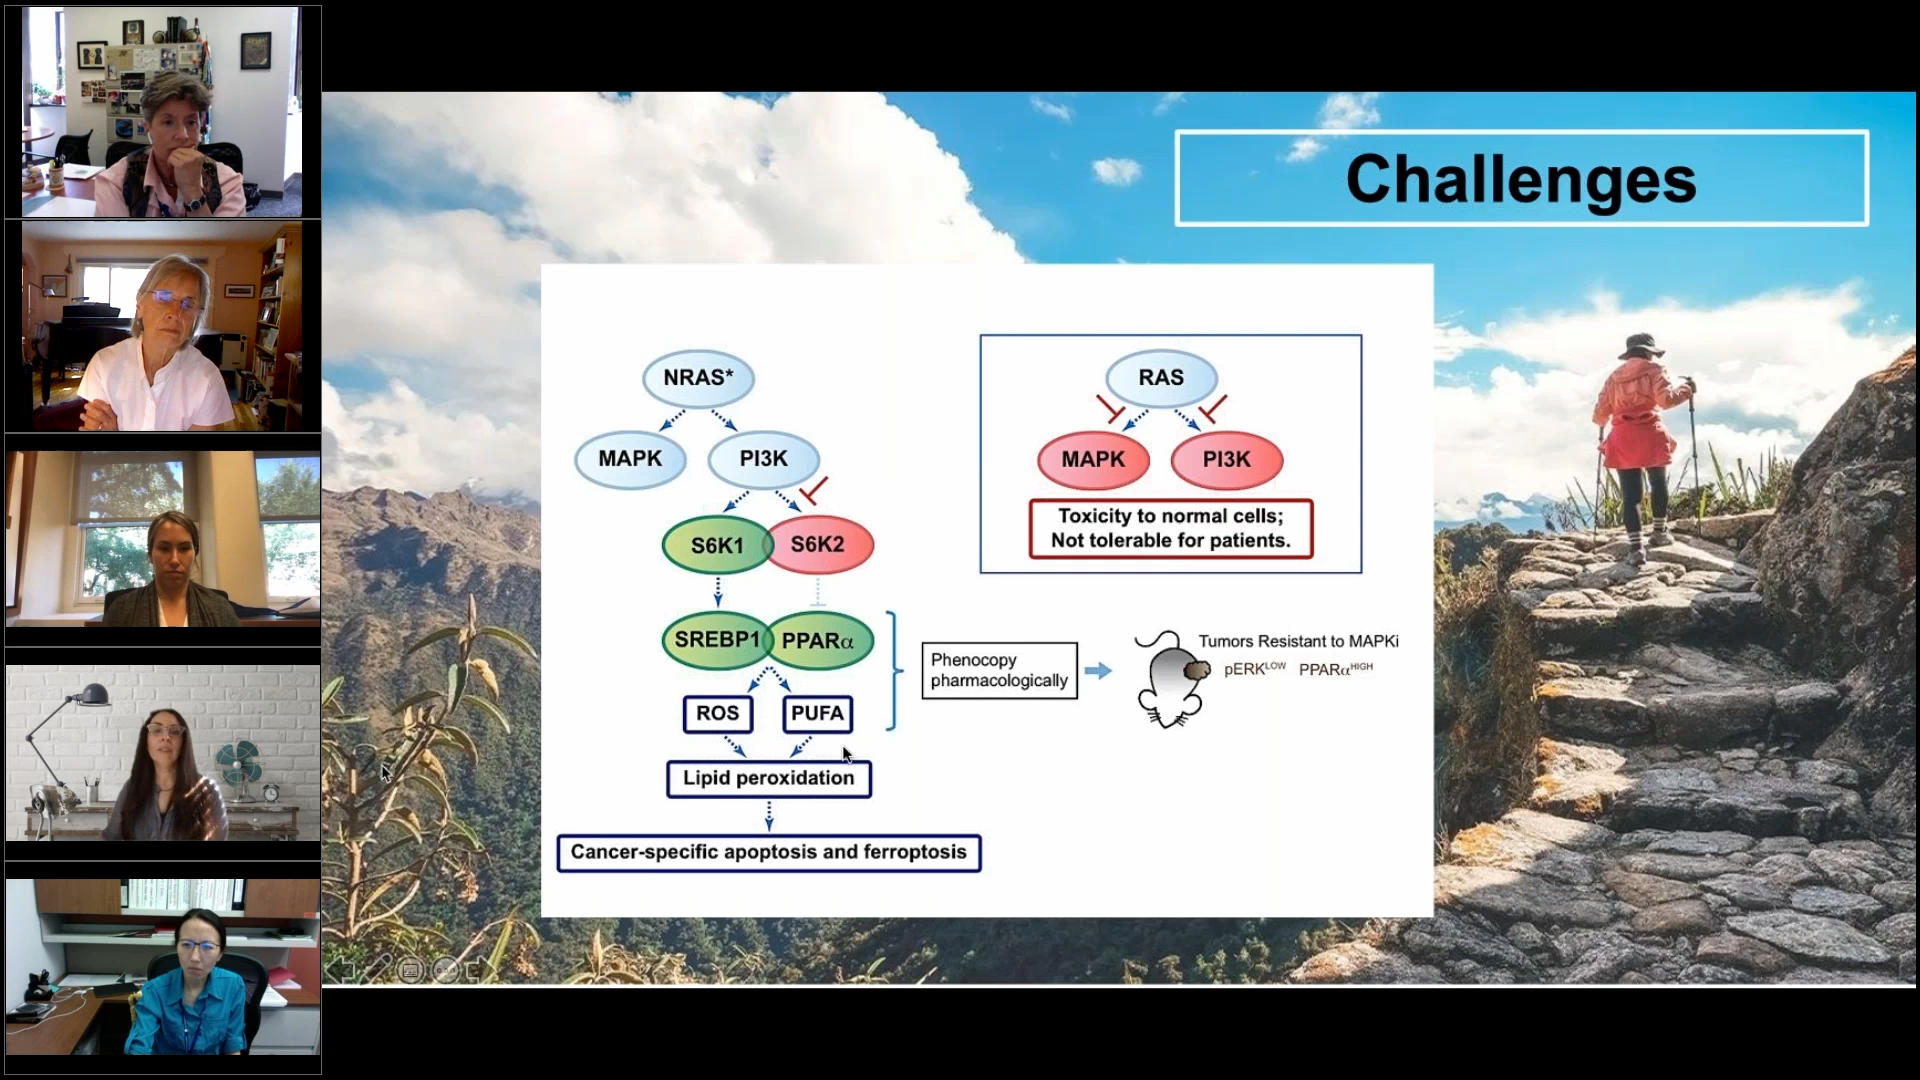 Challenges
NRAS*
MAPK
PI3K
S6K1
S6K2
SREBP1
PPARα
ROS
PUFA
Lipid peroxidation
Cancer-specific apoptosis and ferroptosis
RAS
MAPK
PI3K
Toxicity to normal cells;
Not tolerable for patients.
Phenocopy
pharmacologically
Tumors Resistant to MAPKi
pERKLOW PPARαHIGH